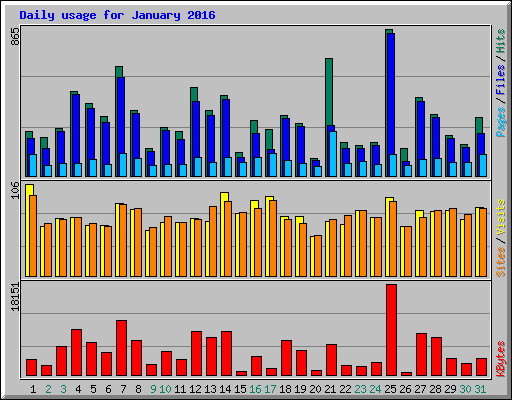 Daily usage for January 2016
865
106
18151
Pages / Files / Hits
Sites / Visits
KBytes
1 2 3 4 5 6 7 8 9 10 11 12 13 14 15 16 17 18 19 20 21 22 23 24 25 26 27 28 29 30 31